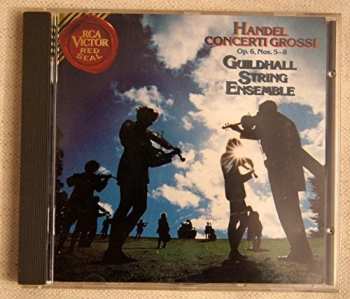 RCA
VICTOR
RED
SEAL
HANDEL
CONCERTI GROSSI
Op. 6, Nos. 5–8
GUILDHALL
STRING
ENSEMBLE